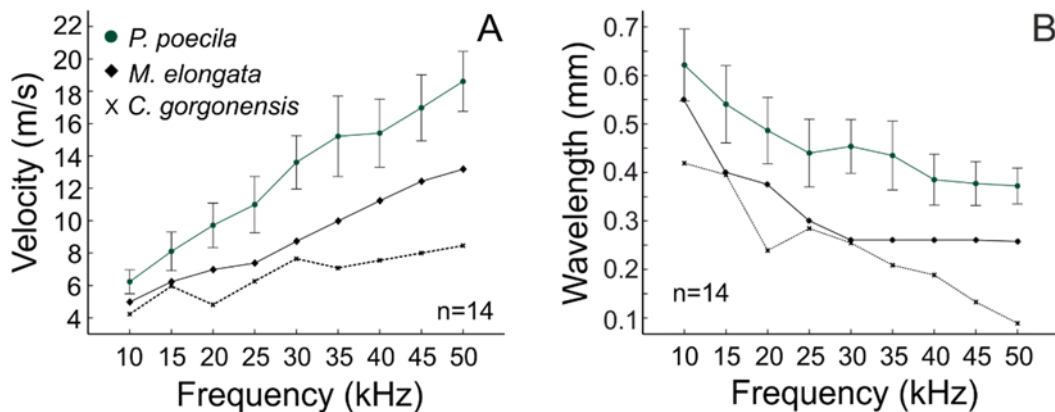 A
Velocity (m/s)
22
20
18
16
14
12
10
8
6
4
P. poecila
M. elongata
C. gorgonensis
n=14
10 15 20 25 30 35 40 45 50
Frequency (kHz)
B
Wavelength (mm)
0.7
0.6
0.5
0.4
0.3
0.2
0.1
n=14
10 15 20 25 30 35 40 45 50
Frequency (kHz)